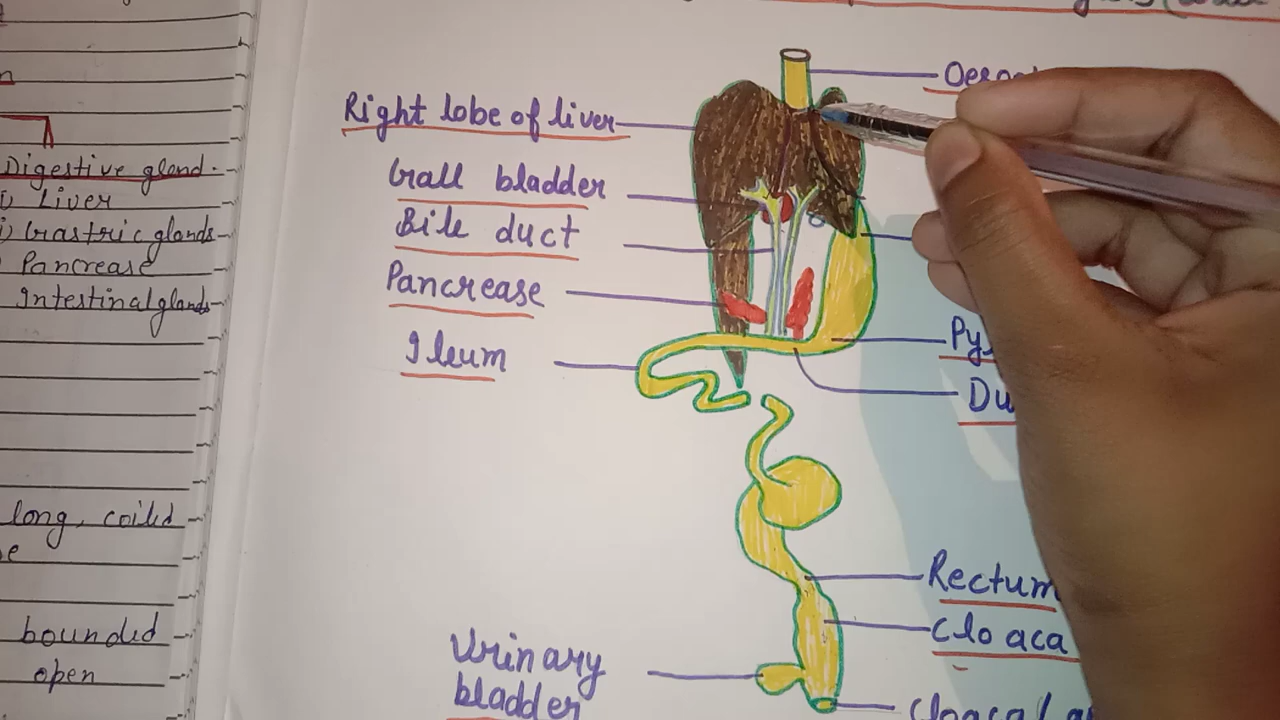 Digestive gland.
i) Liver
i) Gastric glands
Pancrease
Intestinal glands
long, coiled
bounded
open
Right lobe of liver
Gall bladder
Bile duct
Pancrease
Ileum
Urinary
bladder
Rectum
Cloaca